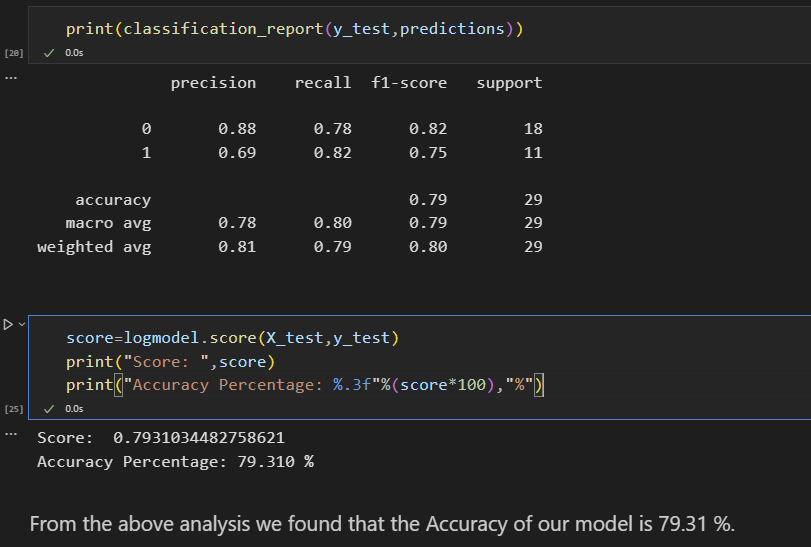 print(classification_report(y_test,predictions))
[20] 0.0s
...
precision recall f1-score support
0 0.88 0.78 0.82 18
1 0.69 0.82 0.75 11
accuracy 0.79 29
macro avg 0.78 0.80 0.79 29
weighted avg 0.81 0.79 0.80 29
score=logmodel.score(X_test,y_test)
print("Score: ",score)
print("Accuracy Percentage: %.3f"%(score*100),"%")
[25] 0.0s
...
Score:  0.7931034482758621
Accuracy Percentage: 79.310 %
From the above analysis we found that the Accuracy of our model is 79.31 %.